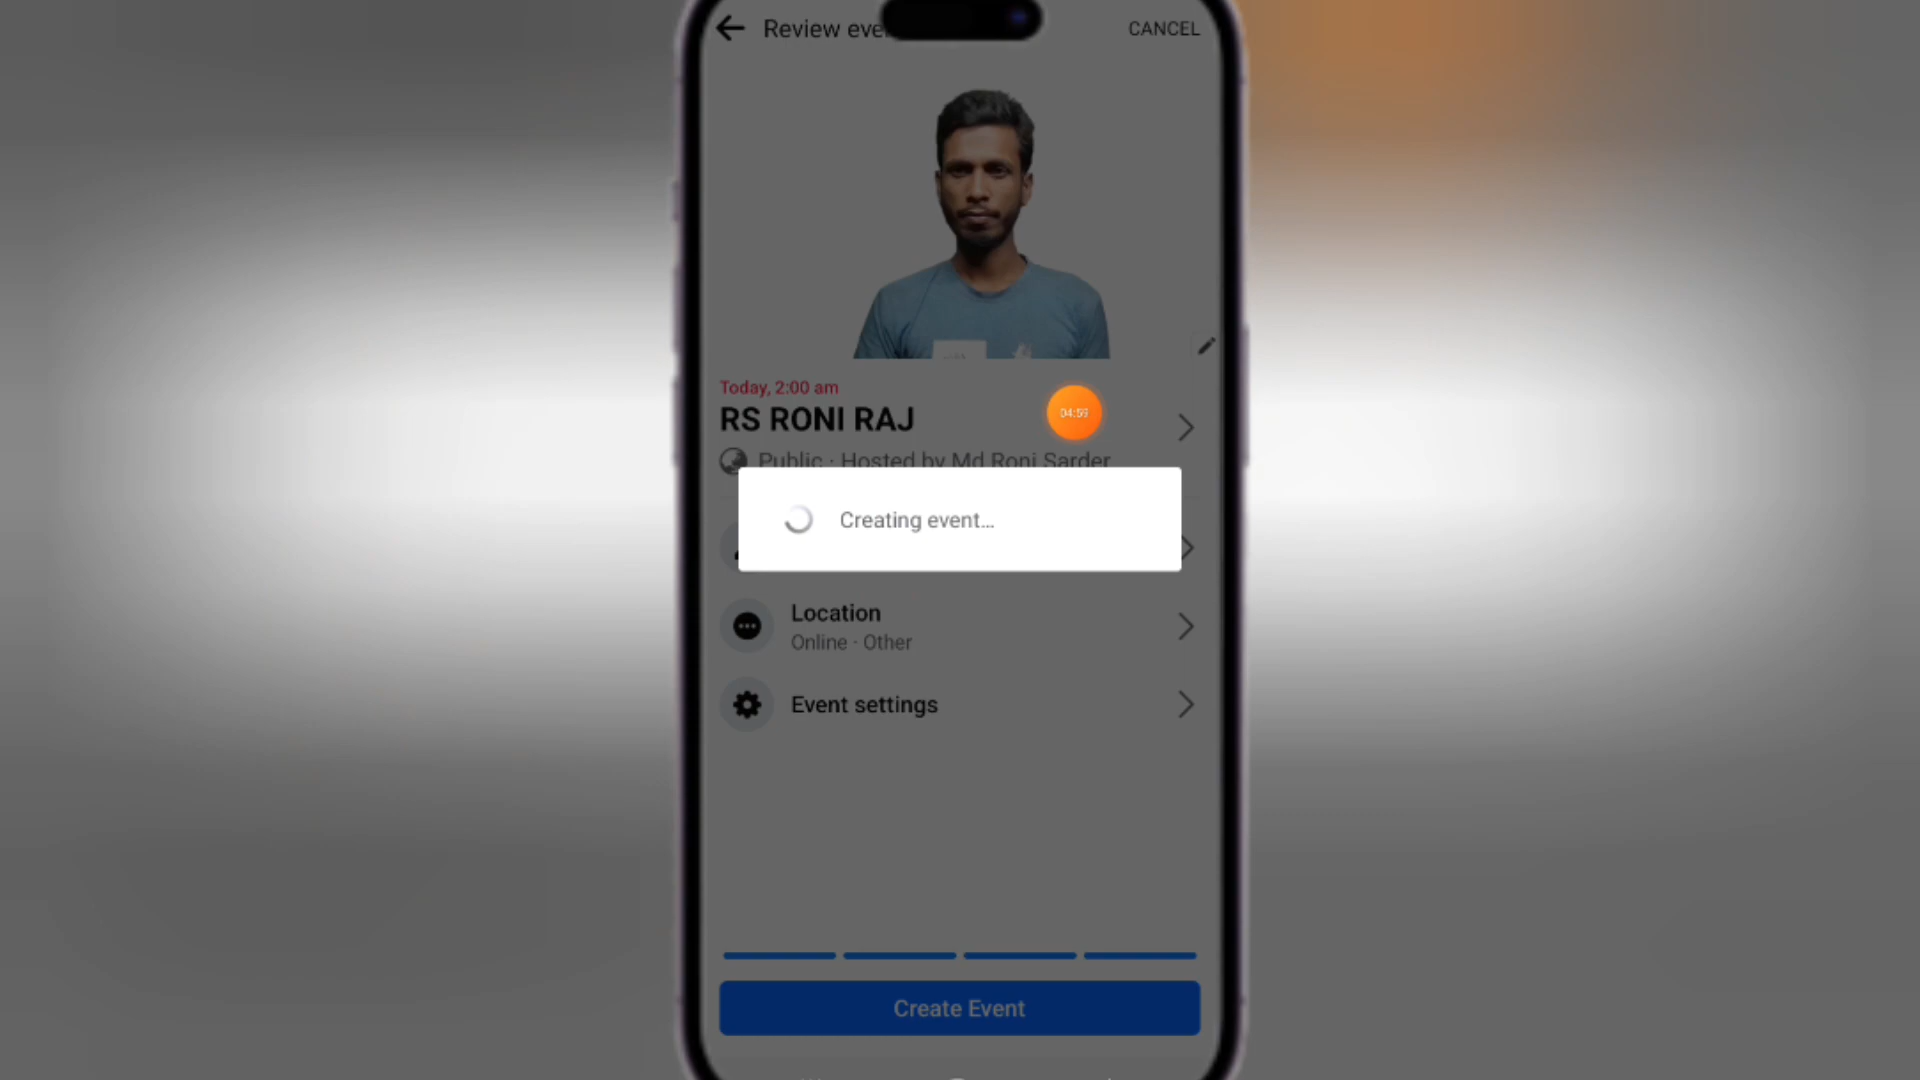 Review eve
CANCEL
Today, 2:00 am
RS RONI RAJ
04:59
Public · Hosted by Md Roni Sarder
Creating event...
Location
Online · Other
Event settings
Create Event